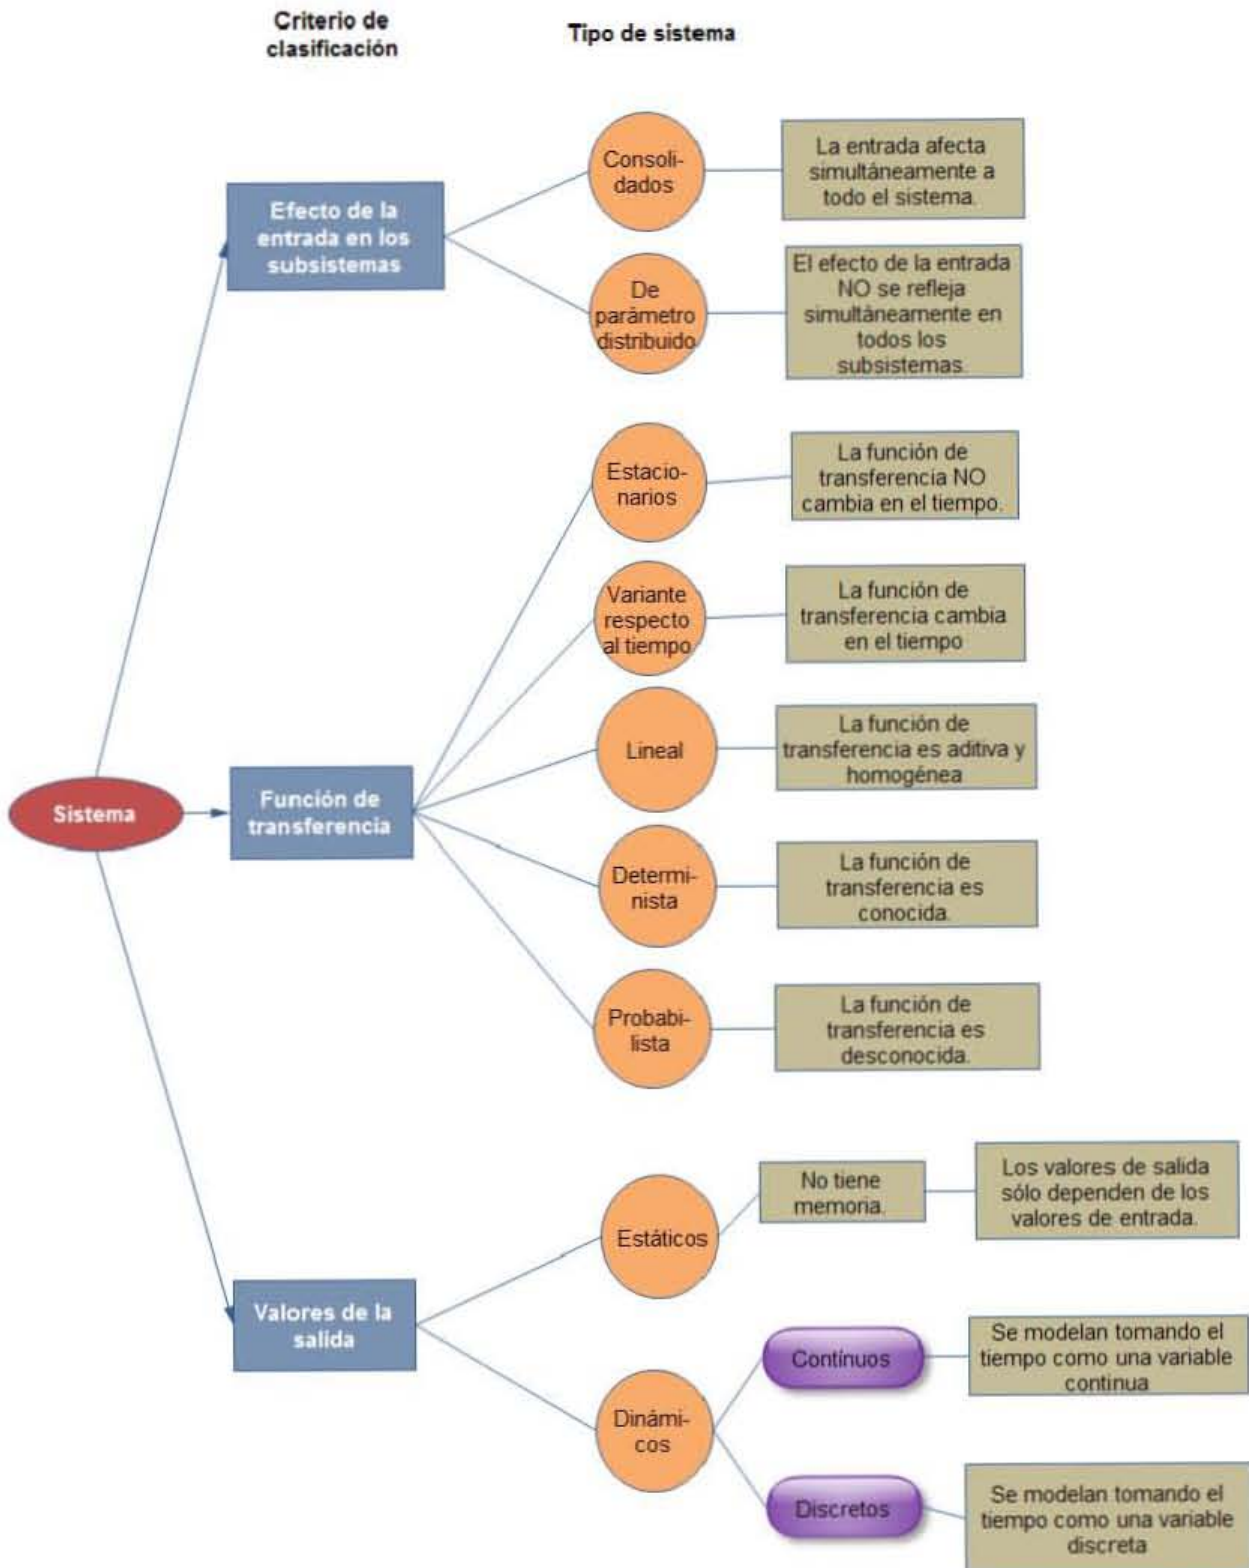 Criterio de
clasificación
Tipo de sistema
Consoli-
dados
La entrada afecta
simultáneamente a
todo el sistema.
Efecto de la
entrada en los
subsistemas
De
parámetro
distribuido
El efecto de la entrada
NO se refleja
simultáneamente en
todos los
subsistemas.
Estacio-
narios
La función de
transferencia NO
cambia en el tiempo.
Variante
respecto
al tiempo
La función de
transferencia cambia
en el tiempo
Lineal
La función de
transferencia es aditiva y
homogénea
Sistema
Función de
transferencia
Determi-
nista
La función de
transferencia es
conocida.
Probabi-
lista
La función de
transferencia es
desconocida.
Estáticos
No tiene
memoria.
Los valores de salida
sólo dependen de los
valores de entrada.
Valores de la
salida
Contínuos
Se modelan tomando el
tiempo como una variable
continua
Dinámi-
cos
Discretos
Se modelan tomando el
tiempo como una variable
discreta